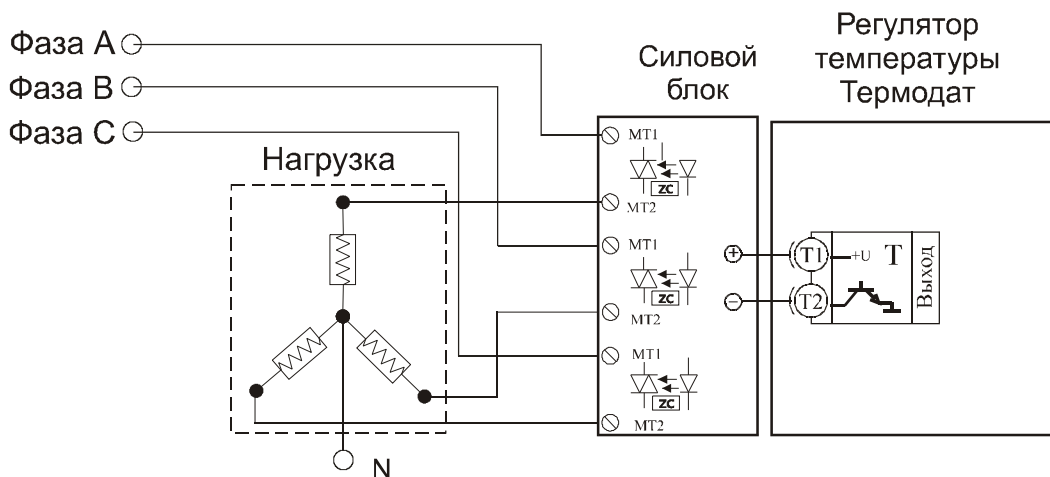 Фаза A
Фаза B
Фаза C
Нагрузка
N
Силовой
блок
MT1
ZC
MT2
MT1
ZC
MT2
MT1
ZC
MT2
+
−
Регулятор
температуры
Термодат
T1
+U
T
T2
Выход